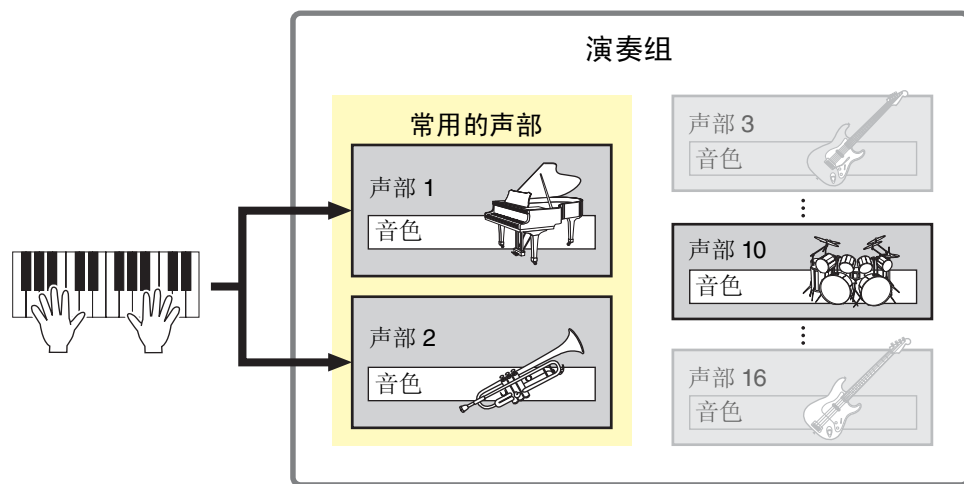 演奏组
常用的声部
声部 1
音色
声部 2
音色
声部 3
音色
声部 10
音色
声部 16
音色